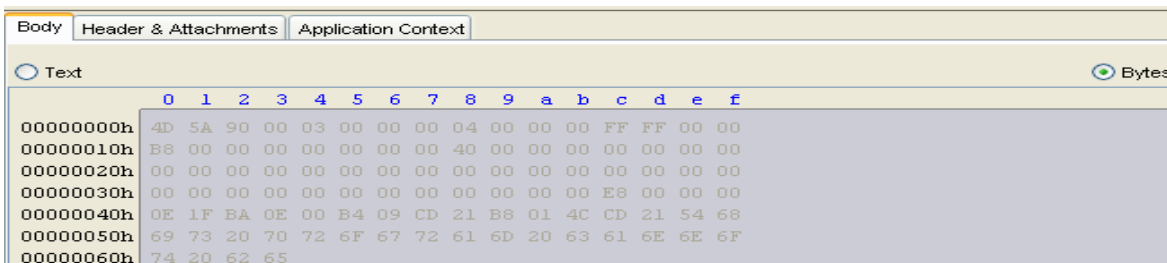 Body Header & Attachments Application Context
Text Bytes
0 1 2 3 4 5 6 7 8 9 a b c d e f
00000000h 4D 5A 90 00 03 00 00 00 04 00 00 00 FF FF 00 00
00000010h B8 00 00 00 00 00 00 00 40 00 00 00 00 00 00 00
00000020h 00 00 00 00 00 00 00 00 00 00 00 00 00 00 00 00
00000030h 00 00 00 00 00 00 00 00 00 00 00 00 E8 00 00 00
00000040h 0E 1F BA 0E 00 B4 09 CD 21 B8 01 4C CD 21 54 68
00000050h 69 73 20 70 72 6F 67 72 61 6D 20 63 61 6E 6E 6F
00000060h 74 20 62 65